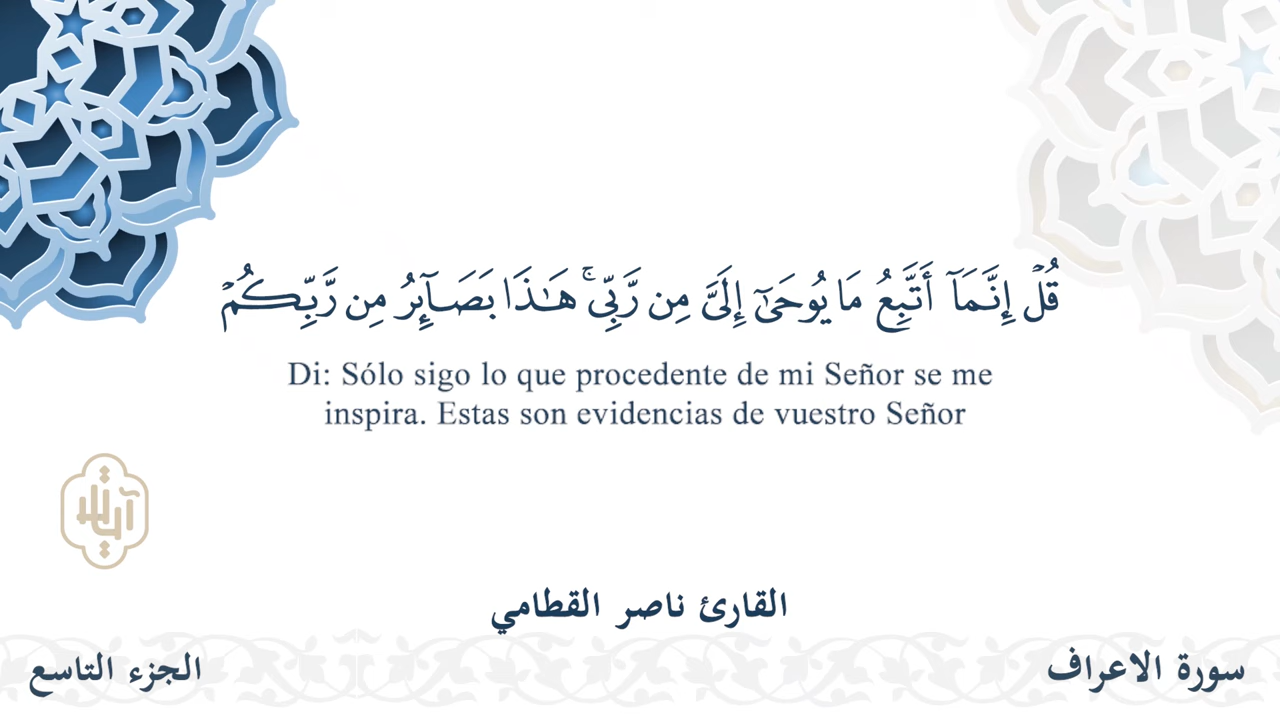 قُلۡ إِنَّمَآ أَتَّبِعُ مَا يُوحَىٰٓ إِلَىَّ مِن رَّبِّى ۚ هَـٰذَا بَصَآئِرُ مِن رَّبِّكُمۡ
Di: Sólo sigo lo que procedente de mi Señor se me
inspira. Estas son evidencias de vuestro Señor
القارئ ناصر القطامي
سورة الاعراف
الجزء التاسع